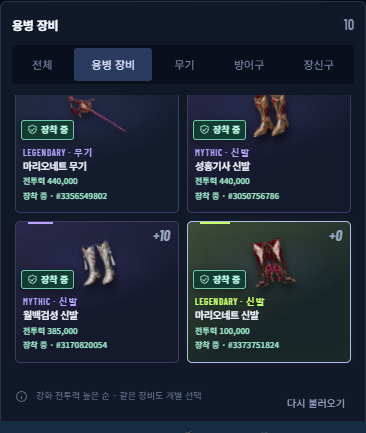 용병 장비 10
전체 용병 장비 무기 방어구 장신구
장착 중
LEGENDARY · 무기
마리오네트 무기
전투력 440,000
장착 중 · #3356549802
장착 중
MYTHIC · 신발
성흥기사 신발
전투력 440,000
장착 중 · #3050756786
+10
장착 중
MYTHIC · 신발
월백검성 신발
전투력 385,000
장착 중 · #3170820054
+0
장착 중
LEGENDARY · 신발
마리오네트 신발
전투력 100,000
장착 중 · #3373751824
강화 전투력 높은 순 · 같은 장비도 개별 선택
다시 불러오기